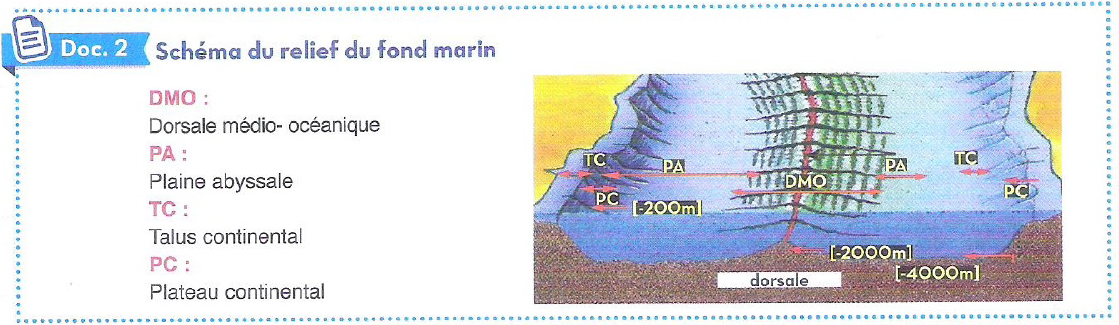 Doc. 2 Schéma du relief du fond marin
DMO :
Dorsale médio- océanique
PA :
Plaine abyssale
TC :
Talus continental
PC :
Plateau continental
TC PA DMO PA TC
PC PC
[-200m]
[-2000m]
[-4000m]
dorsale